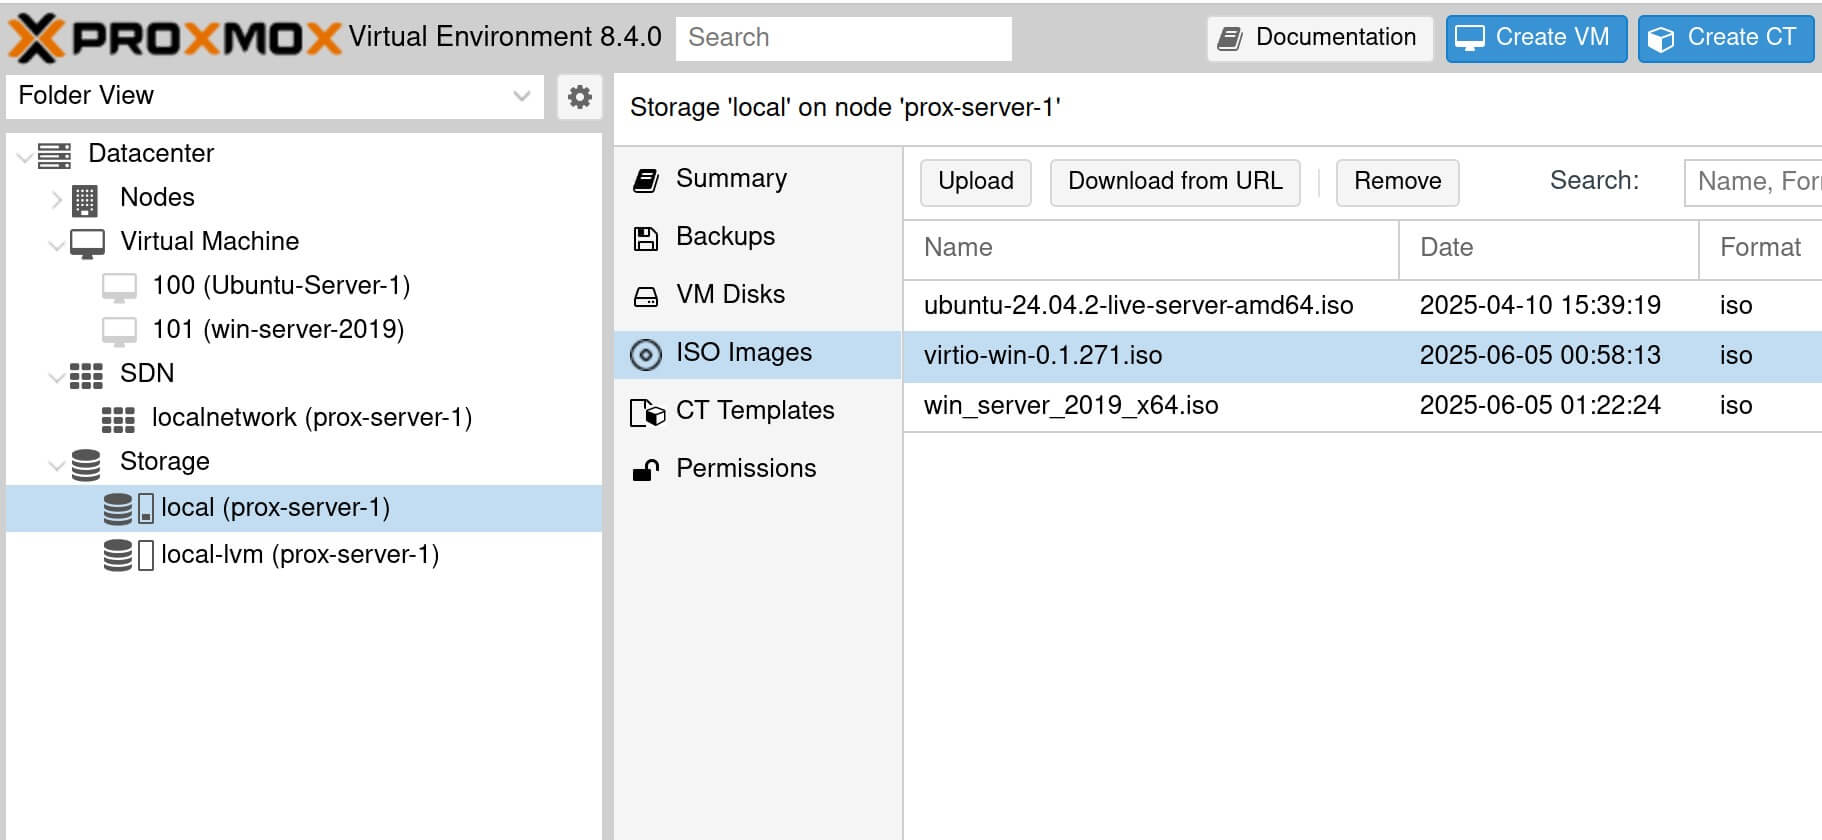 PROXMOX Virtual Environment 8.4.0 Search Documentation Create VM Create CT
Folder View
Datacenter
Nodes
Virtual Machine
100 (Ubuntu-Server-1)
101 (win-server-2019)
SDN
localnetwork (prox-server-1)
Storage
local (prox-server-1)
local-lvm (prox-server-1)
Storage 'local' on node 'prox-server-1'
Summary
Backups
VM Disks
ISO Images
CT Templates
Permissions
Upload Download from URL Remove Search: Name, For
Name Date Format
ubuntu-24.04.2-live-server-amd64.iso 2025-04-10 15:39:19 iso
virtio-win-0.1.271.iso 2025-06-05 00:58:13 iso
win_server_2019_x64.iso 2025-06-05 01:22:24 iso